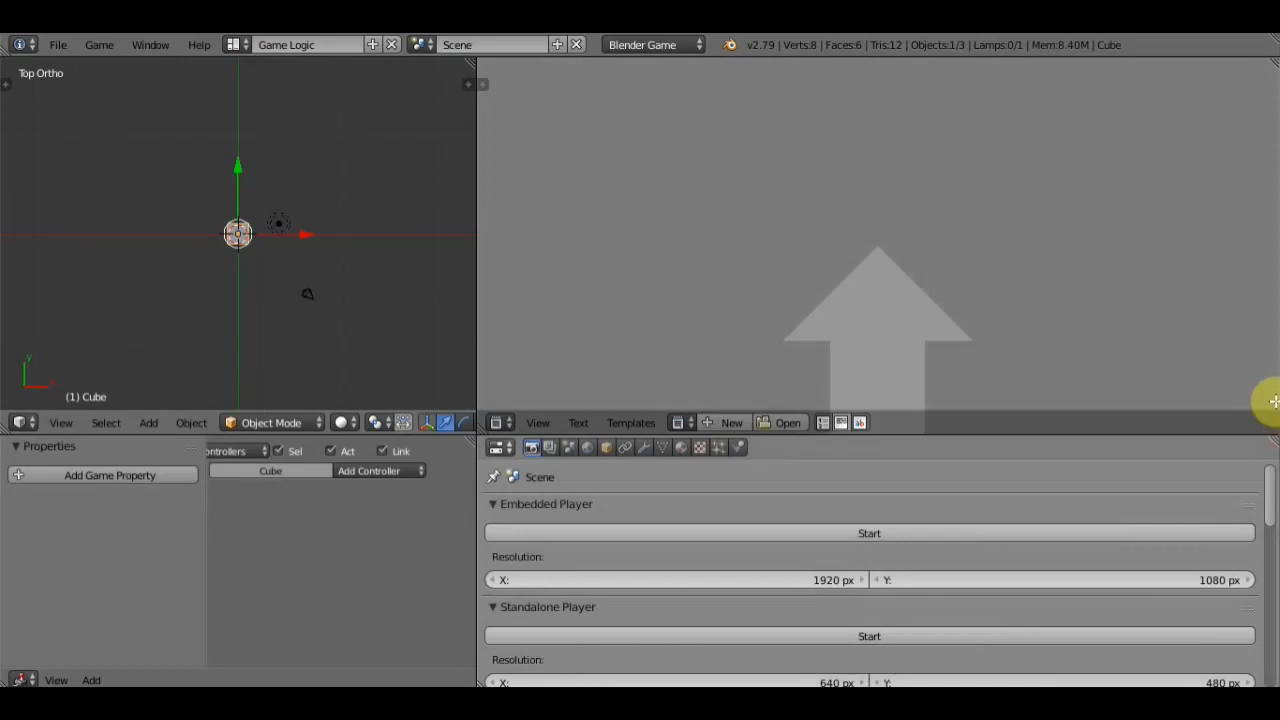 File Game Window Help Game Logic Scene Blender Game v2.79 | Verts:8 | Faces:6 | Tris:12 | Objects:1/3 | Lamps:0/1 | Mem:8.40M | Cube
Top Ortho
y
(1) Cube
View Select Add Object Object Mode
View Text Templates New Open
Properties
ontrollers Sel Act Link
Add Game Property
Cube Add Controller
Scene
Embedded Player
Start
Resolution:
X: 1920 px Y: 1080 px
Standalone Player
Start
Resolution:
X: 640 px Y: 480 px
View Add